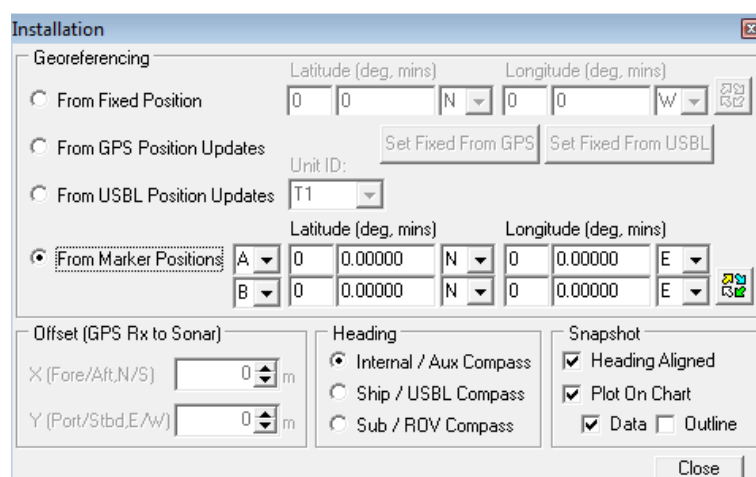 Installation
Georeferencing
Latitude (deg, mins) Longitude (deg, mins)
From Fixed Position 0 0 N 0 0 W
From GPS Position Updates Set Fixed From GPS Set Fixed From USBL
Unit ID:
From USBL Position Updates T1
Latitude (deg, mins) Longitude (deg, mins)
From Marker Positions A 0 0.00000 N 0 0.00000 E
B 0 0.00000 N 0 0.00000 E
Offset (GPS Rx to Sonar) Heading Snapshot
Internal / Aux Compass Heading Aligned
X (Fore/Aft,N/S) 0 m
Ship / USBL Compass Plot On Chart
Y (Port/Stbd,E/W) 0 m Sub / ROV Compass Data Outline
Close